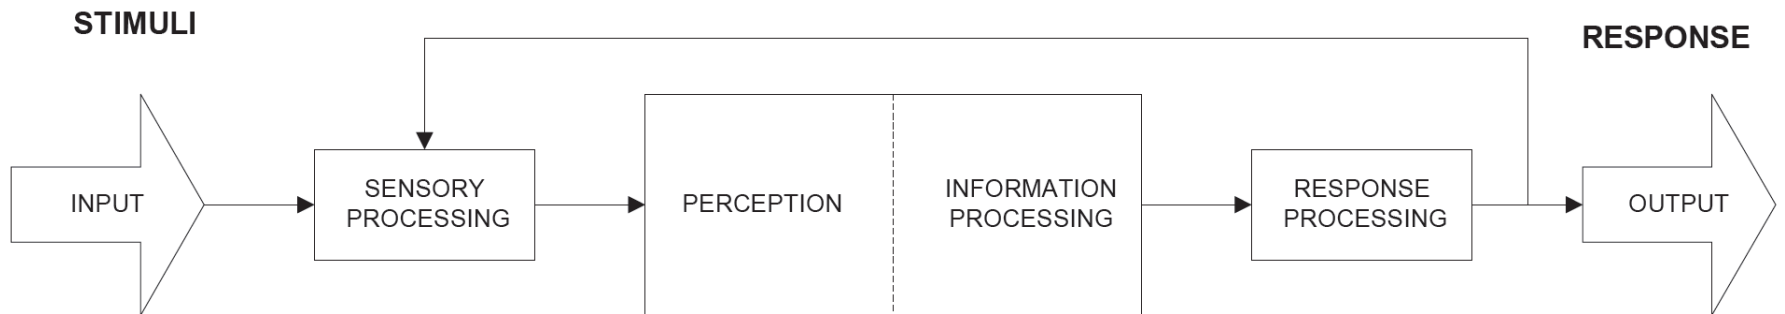 STIMULI
RESPONSE
INPUT
SENSORY
PROCESSING
PERCEPTION
INFORMATION
PROCESSING
RESPONSE
PROCESSING
OUTPUT